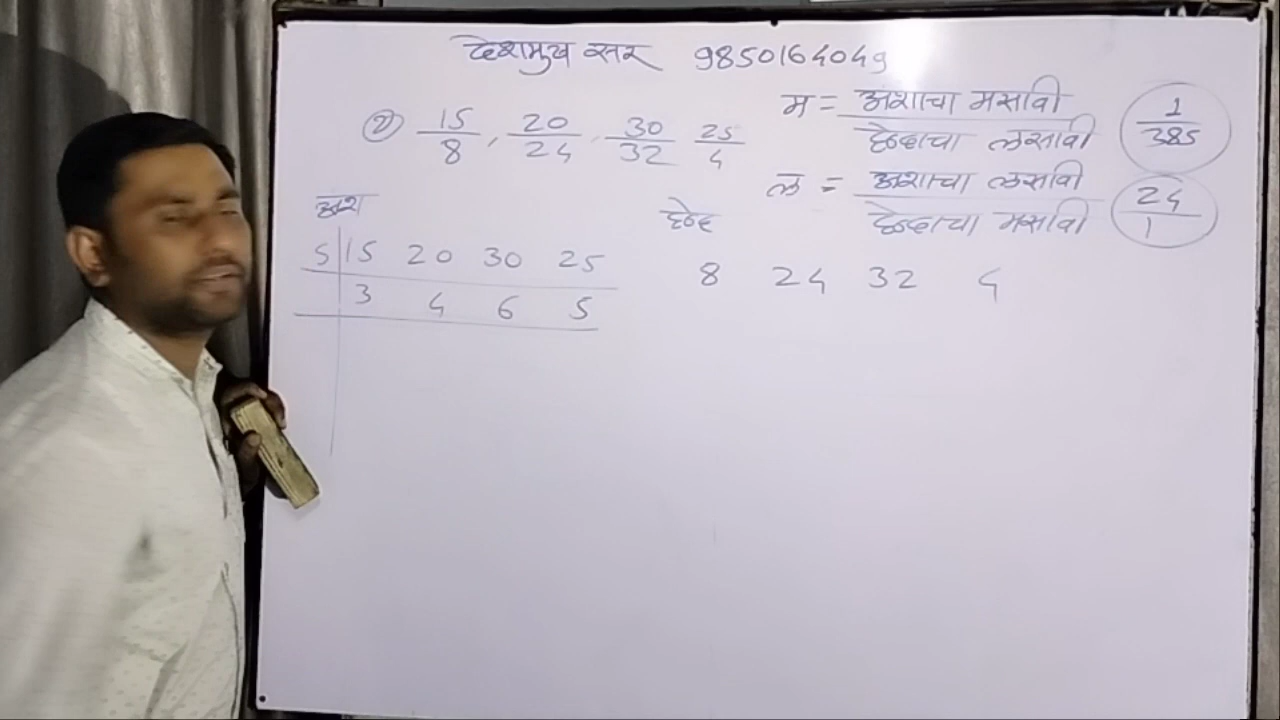 देशमुख सर 9850164049
२) 15/8 , 20/24 , 30/32 25/4
म = अंशाचा मसावी / छेदाचा लसावी 1/385
ल = अंशाचा लसावी / छेदाचा मसावी 24/1
अंश
छेद
5 15 20 30 25
8 24 32 4
3 4 6 5